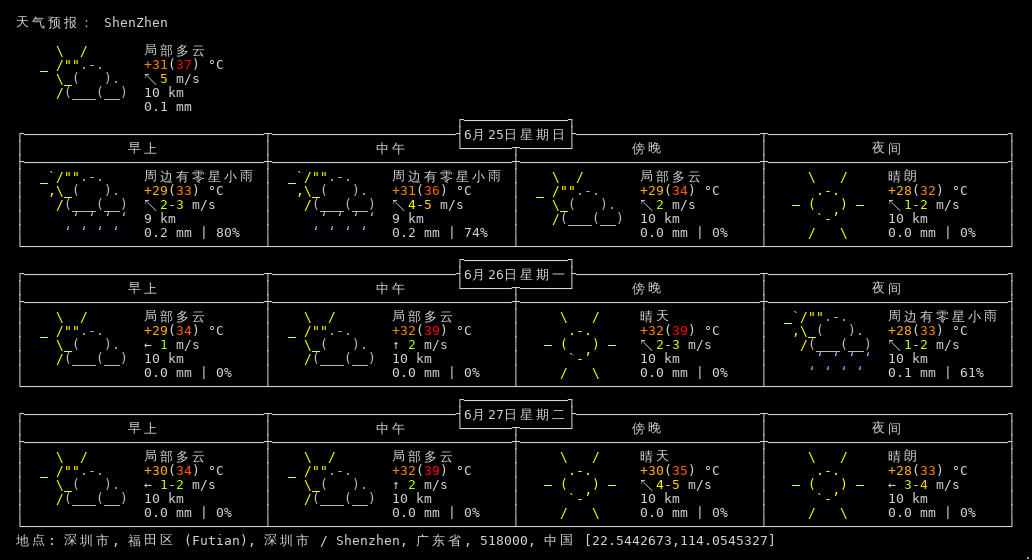 天气预报： ShenZhen
局部多云
+31(37) °C
↖ 5 m/s
10 km
0.1 mm
6月25日星期日
早上 中午 傍晚 夜间
周边有零星小雨 周边有零星小雨 局部多云 晴朗
+29(33) °C +31(36) °C +29(34) °C +28(32) °C
↖ 2-3 m/s ↖ 4-5 m/s ↖ 2 m/s ↖ 1-2 m/s
9 km 9 km 10 km 10 km
0.2 mm | 80% 0.2 mm | 74% 0.0 mm | 0% 0.0 mm | 0%
6月26日星期一
早上 中午 傍晚 夜间
局部多云 局部多云 晴天 周边有零星小雨
+29(34) °C +32(39) °C +32(39) °C +28(33) °C
← 1 m/s ↑ 2 m/s ↖ 2-3 m/s ↖ 1-2 m/s
10 km 10 km 10 km 10 km
0.0 mm | 0% 0.0 mm | 0% 0.0 mm | 0% 0.1 mm | 61%
6月27日星期二
早上 中午 傍晚 夜间
局部多云 局部多云 晴天 晴朗
+30(34) °C +32(39) °C +30(35) °C +28(33) °C
← 1-2 m/s ↑ 2 m/s ↖ 4-5 m/s ← 3-4 m/s
10 km 10 km 10 km 10 km
0.0 mm | 0% 0.0 mm | 0% 0.0 mm | 0% 0.0 mm | 0%
地点: 深圳市, 福田区 (Futian), 深圳市 / Shenzhen, 广东省, 518000, 中国 [22.5442673,114.0545327]